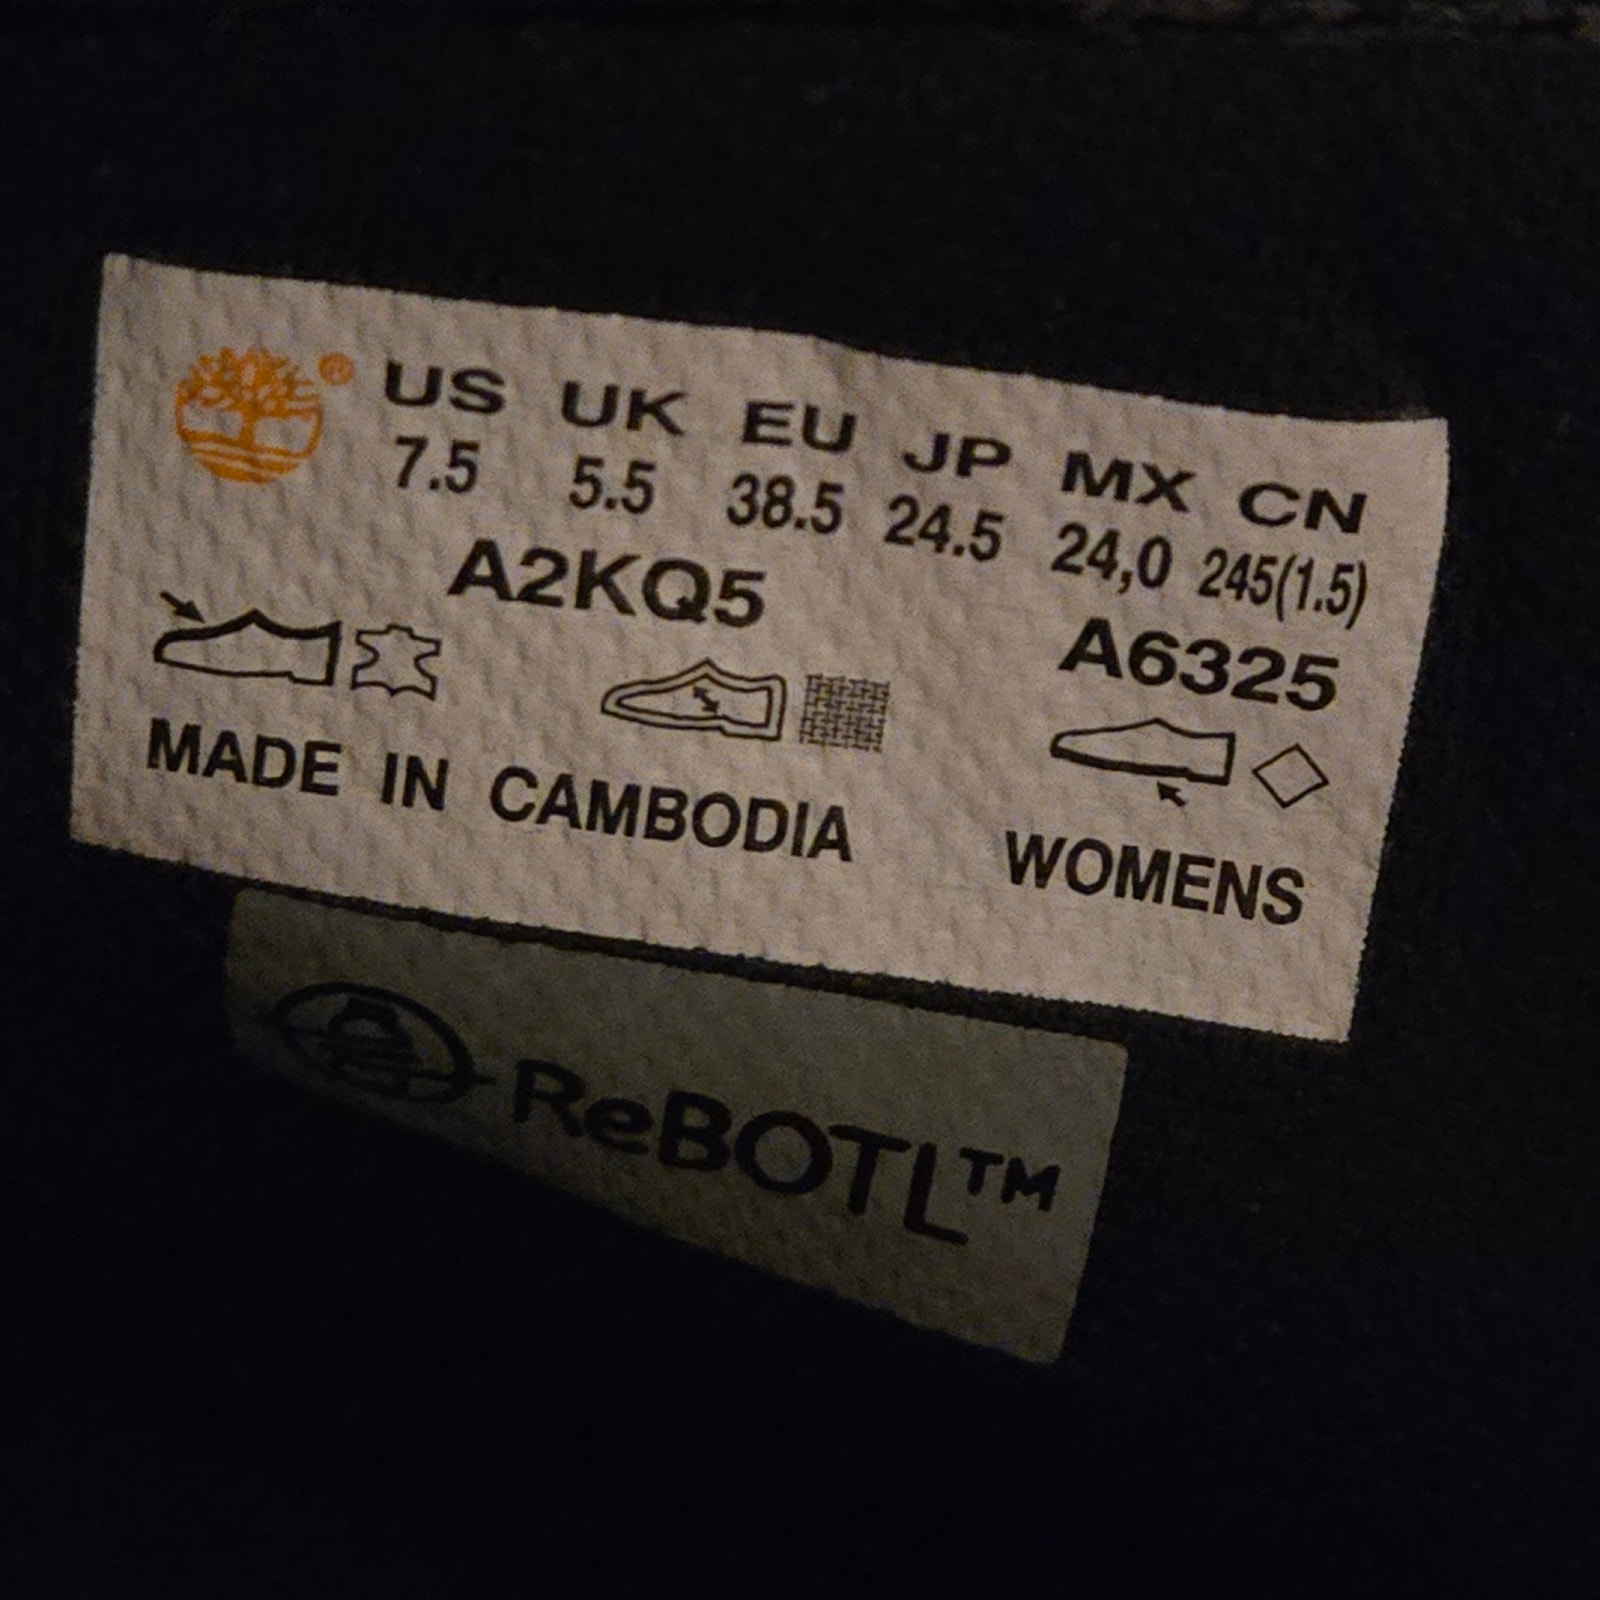 ® US UK EU JP MX CN
7.5 5.5 38.5 24.5 24,0 245(1.5)
A2KQ5 A6325
MADE IN CAMBODIA WOMENS
ReBOTL™